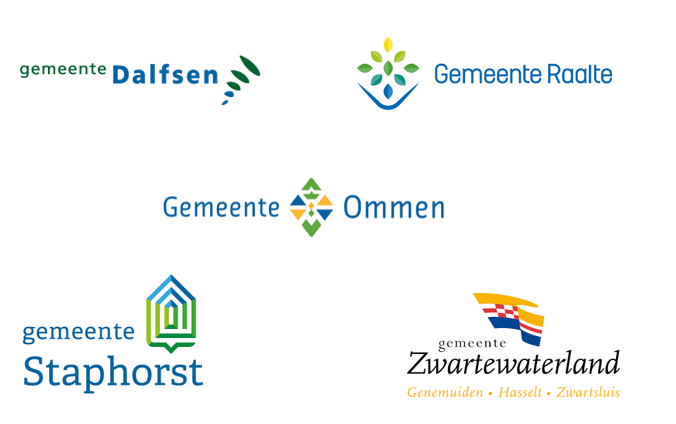 gemeente Dalfsen
Gemeente Raalte
Gemeente Ommen
gemeente
Staphorst
gemeente
Zwartewaterland
Genemuiden • Hasselt • Zwartsluis